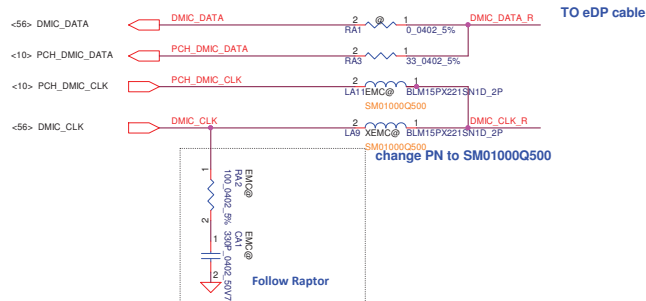 TO eDP cable
<56> DMIC_DATA DMIC_DATA 2 @ 1 DMIC_DATA_R
RA1 0_0402_5%
<10> PCH_DMIC_DATA PCH_DMIC_DATA 2 1
RA3 33_0402_5%
<10> PCH_DMIC_CLK PCH_DMIC_CLK 2 1
LA11 EMC@ BLM15PX221SN1D_2P
SM01000Q500
<56> DMIC_CLK DMIC_CLK 2 1 DMIC_CLK_R
LA9 XEMC@ BLM15PX221SN1D_2P
SM01000Q500
change PN to SM01000Q500
1
EMC@
RA2
100_0402_5%
2
1
EMC@
CA1
330P_0402_50V7
2
Follow Raptor